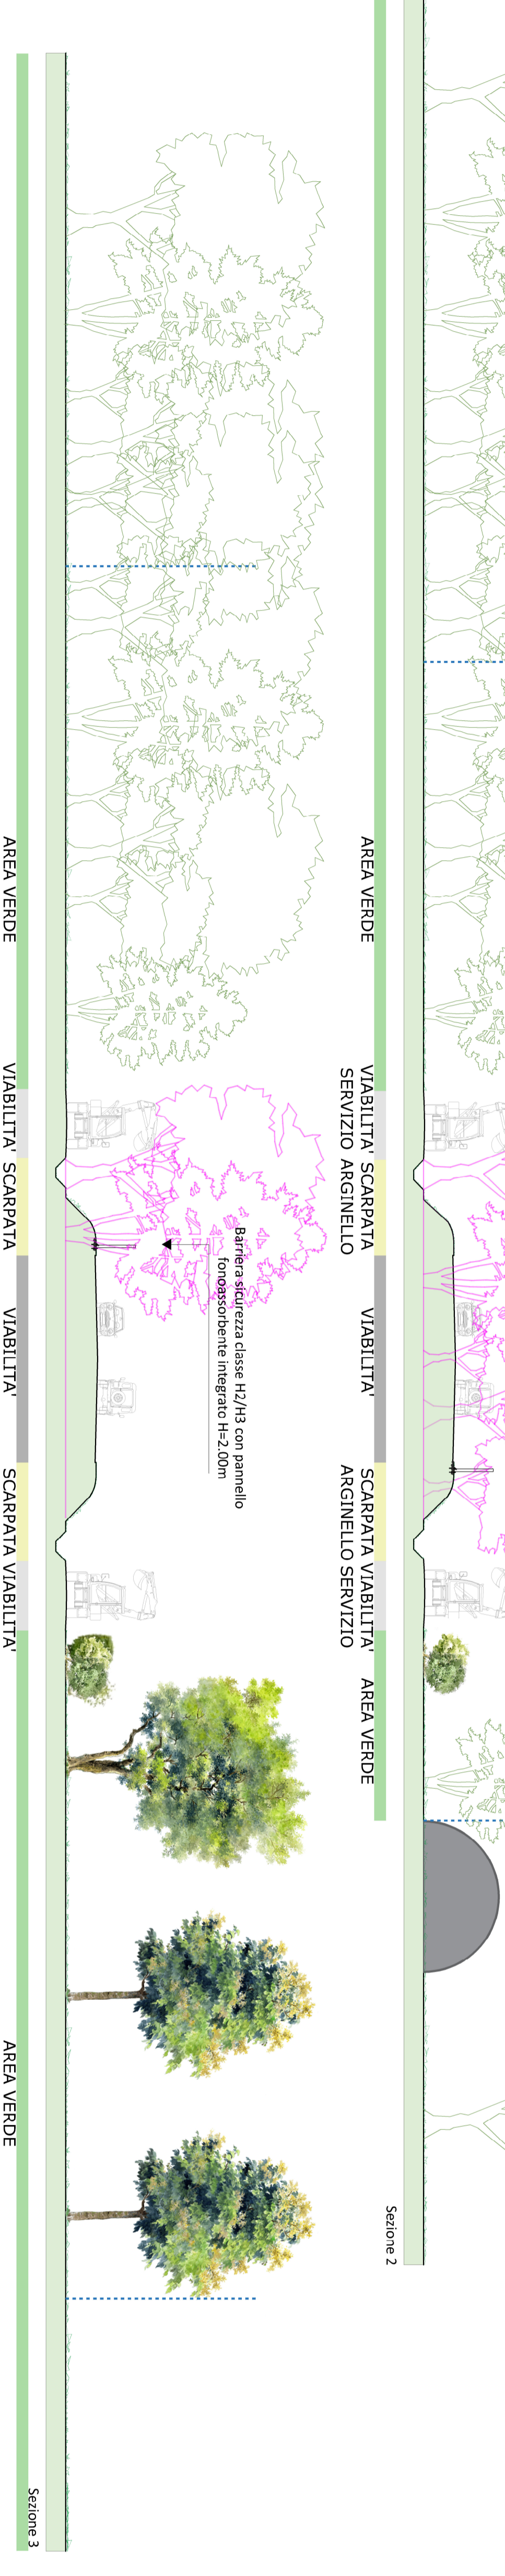 Sezione 2
AREA VERDE VIABILITA' SCARPATA VIABILITA' SCARPATA VIABILITA' AREA VERDE
SERVIZIO ARGINELLO ARGINELLO SERVIZIO
Barriera sicurezza classe H2/H3 con pannello
fonoassorbente integrato H=2.00m
Sezione 3
AREA VERDE VIABILITA' SCARPATA VIABILITA' SCARPATA VIABILITA' AREA VERDE